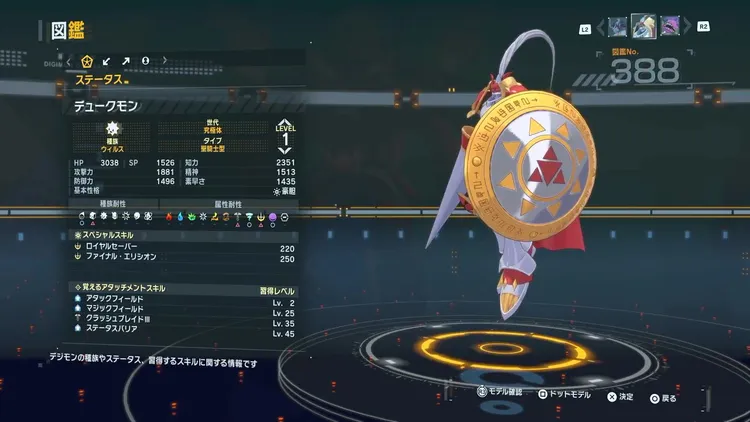 図鑑
DIGIM
L2
R2
図鑑No.
388
ステータス
デュークモン
種族
ウィルス
世代
究極体
タイプ
聖騎士型
LEVEL
1
HP 3038 SP 1526 知力 2351
攻撃力 1881 精神 1513
防御力 1496 素早さ 1435
基本性格 豪胆
種族耐性 属性耐性
スペシャルスキル
ロイヤルセーバー 220
ファイナル・エリシオン 250
覚えるアタッチメントスキル 習得レベル
アタックフィールド Lv. 2
マジックフィールド Lv. 25
クラッシュブレイドIII Lv. 35
ステータスバリア Lv. 45
デジモンの種族やステータス、習得するスキルに関する情報です
モデル確認 ドットモデル 決定 戻る